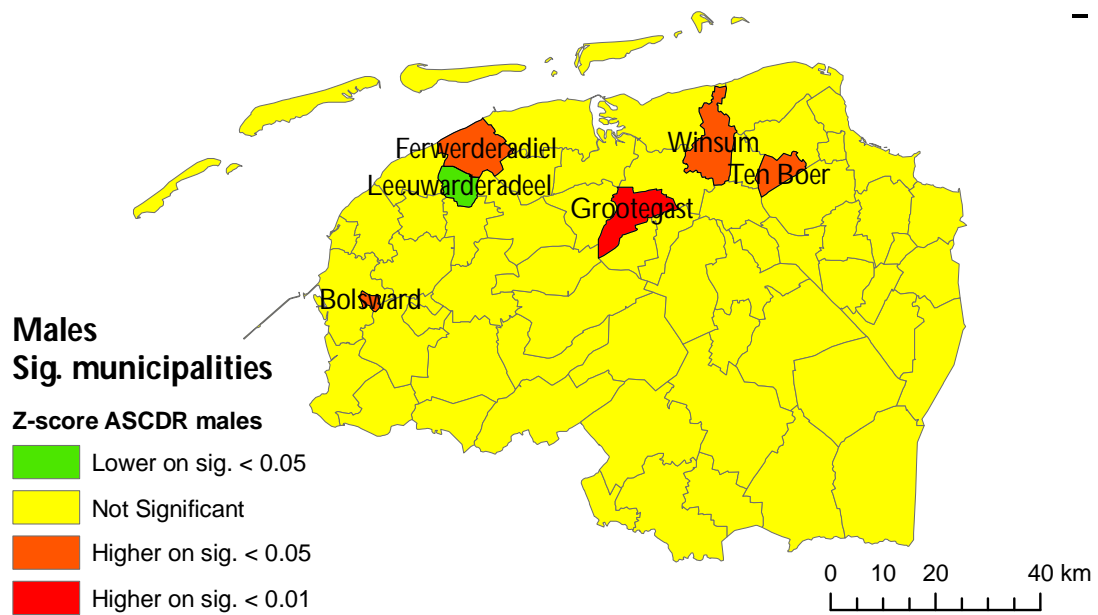 Ferwerderadiel
Winsum
Ten Boer
Leeuwarderadeel
Grootegast
Bolsward
Males
Sig. municipalities
Z-score ASCDR males
Lower on sig. < 0.05
Not Significant
Higher on sig. < 0.05
Higher on sig. < 0.01
0 10 20 40 km